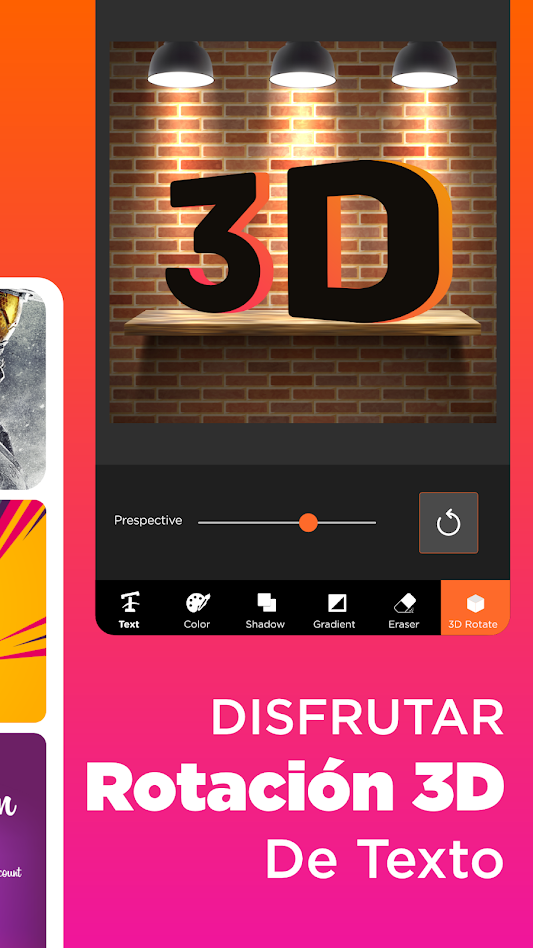 3D
Prespective
Text
Color
Shadow
Gradient
Eraser
3D Rotate
DISFRUTAR
Rotación 3D
De Texto